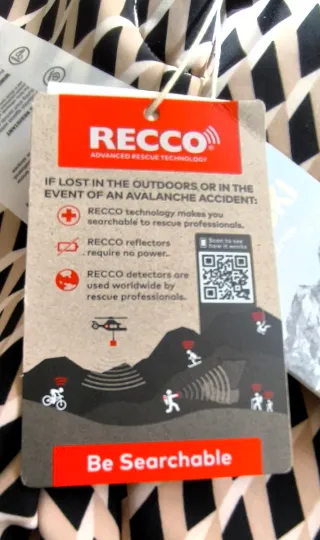 RECCO®
ADVANCED RESCUE TECHNOLOGY
IF LOST IN THE OUTDOORS, OR IN THE
EVENT OF AN AVALANCHE ACCIDENT:
RECCO technology makes you
searchable to rescue professionals.
RECCO reflectors
require no power.
Scan to see
how it works
RECCO detectors are
used worldwide by
rescue professionals.
Be Searchable